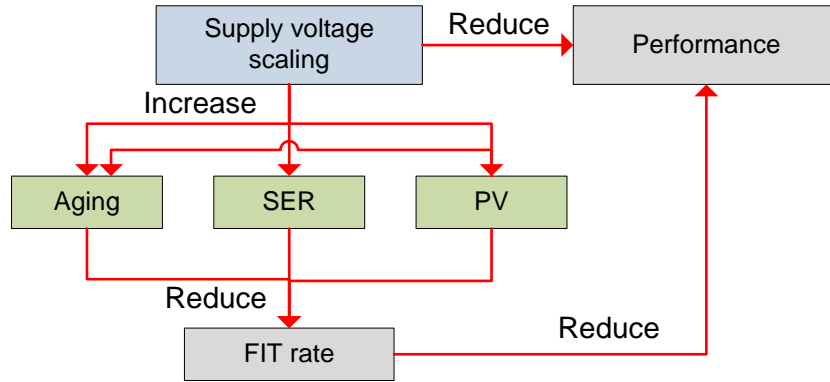 Supply voltage
scaling
Reduce
Performance
Increase
Aging
SER
PV
Reduce
FIT rate
Reduce